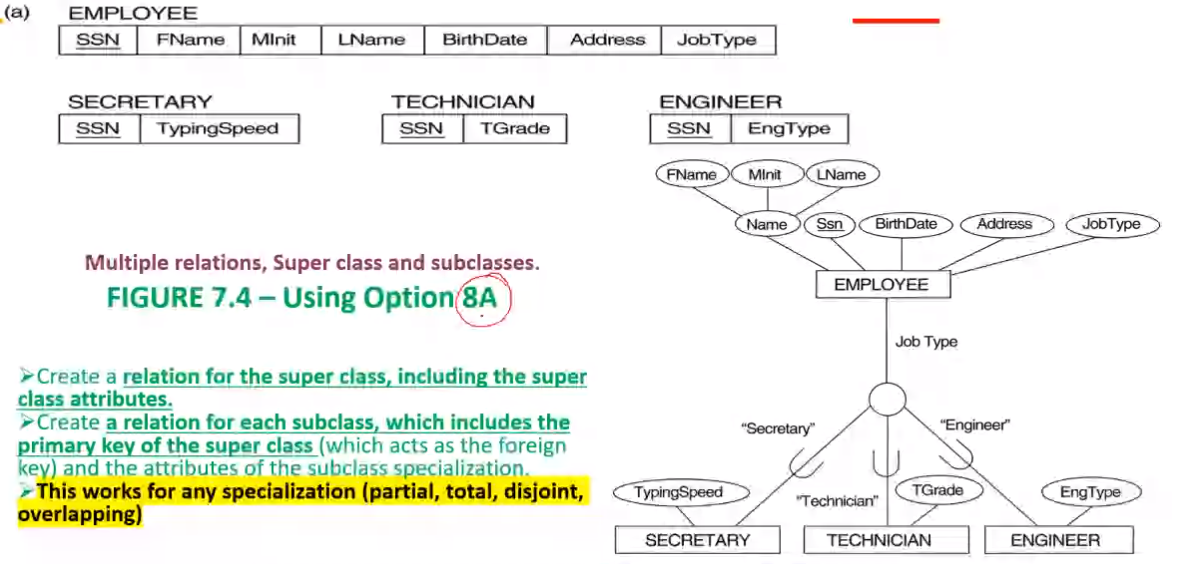 (a) EMPLOYEE
SSN FName MInit LName BirthDate Address JobType
SECRETARY TECHNICIAN ENGINEER
SSN TypingSpeed SSN TGrade SSN EngType
Multiple relations, Super class and subclasses.
FIGURE 7.4 – Using Option 8A
➢Create a relation for the super class, including the super
class attributes.
➢Create a relation for each subclass, which includes the
primary key of the super class (which acts as the foreign
key) and the attributes of the subclass specialization.
➢This works for any specialization (partial, total, disjoint,
overlapping)
FName MInit LName
Name Ssn BirthDate Address JobType
EMPLOYEE
Job Type
"Secretary" "Engineer"
"Technician"
TypingSpeed TGrade EngType
SECRETARY TECHNICIAN ENGINEER